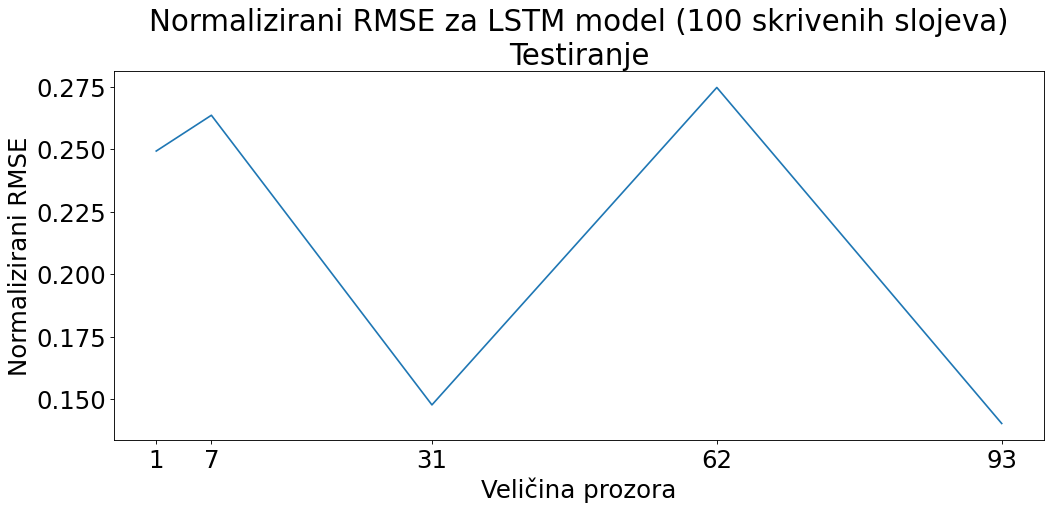 Normalizirani RMSE za LSTM model (100 skrivenih slojeva)
Testiranje
Normalizirani RMSE
0.275
0.250
0.225
0.200
0.175
0.150
1 7 31 62 93
Veličina prozora